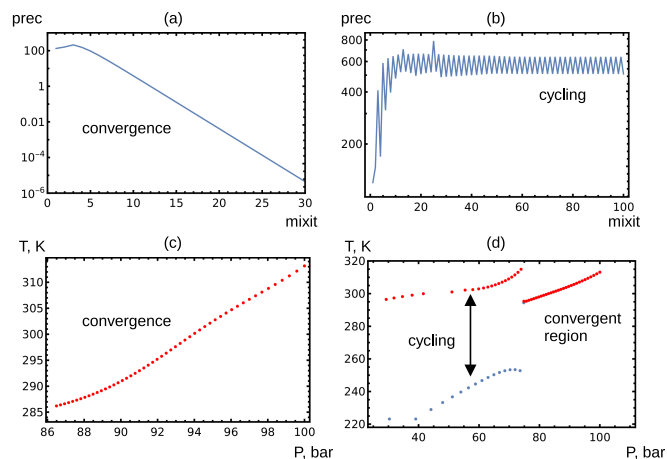 prec (a)
100
1
0.01
10⁻⁴
10⁻⁶
convergence
0 5 10 15 20 25 30
mixit
prec (b)
800
600
400
200
cycling
0 20 40 60 80 100
mixit
T, K (c)
310
305
300
295
290
285
convergence
86 88 90 92 94 96 98 100
P, bar
T, K (d)
320
300
280
260
240
220
cycling
convergent
region
40 60 80 100
P, bar